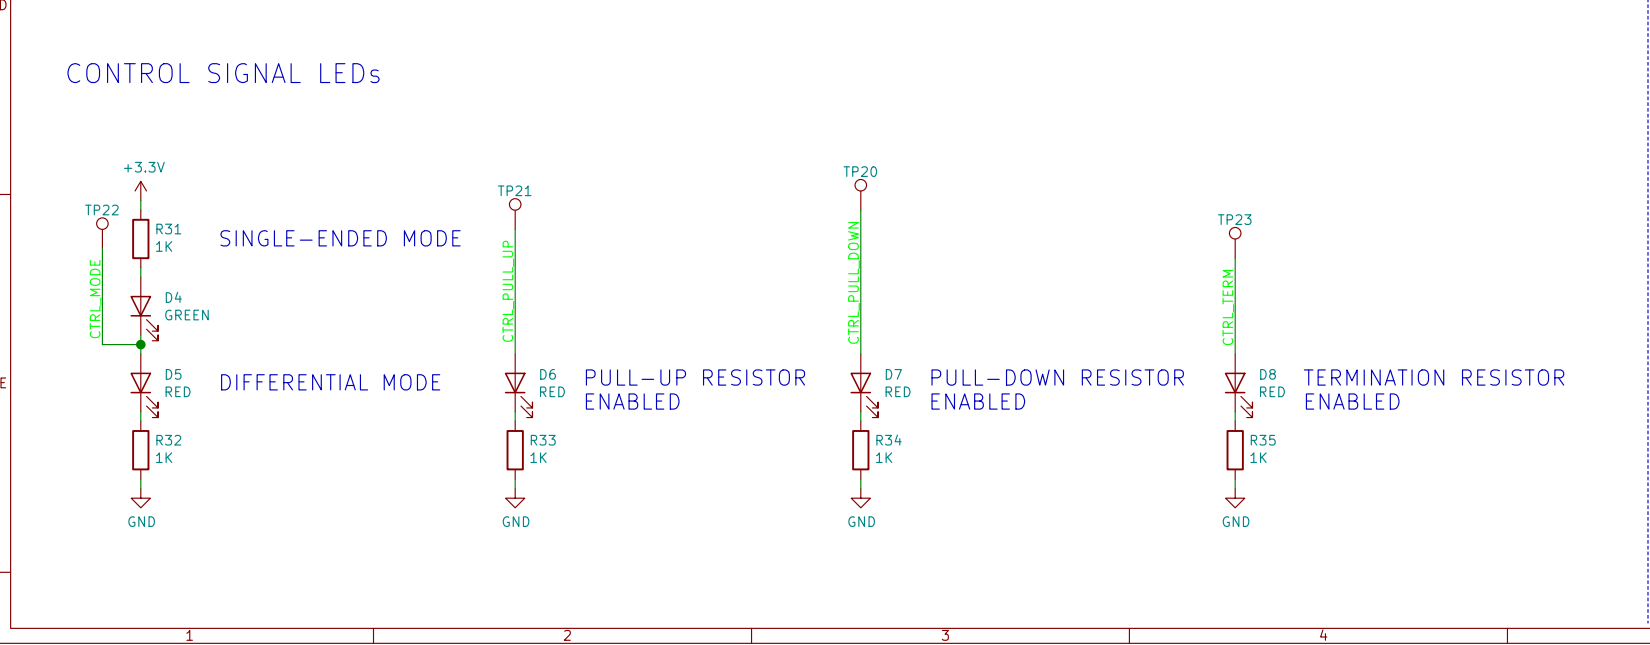 D
CONTROL SIGNAL LEDs
+3.3V
TP22
R31
1K
SINGLE-ENDED MODE
CTRL_MODE
D4
GREEN
D5
RED
DIFFERENTIAL MODE
R32
1K
GND
TP21
CTRL_PULL_UP
D6
RED
PULL-UP RESISTOR
ENABLED
R33
1K
GND
TP20
CTRL_PULL_DOWN
D7
RED
PULL-DOWN RESISTOR
ENABLED
R34
1K
GND
TP23
CTRL_TERM
D8
RED
TERMINATION RESISTOR
ENABLED
R35
1K
GND
E
1
2
3
4